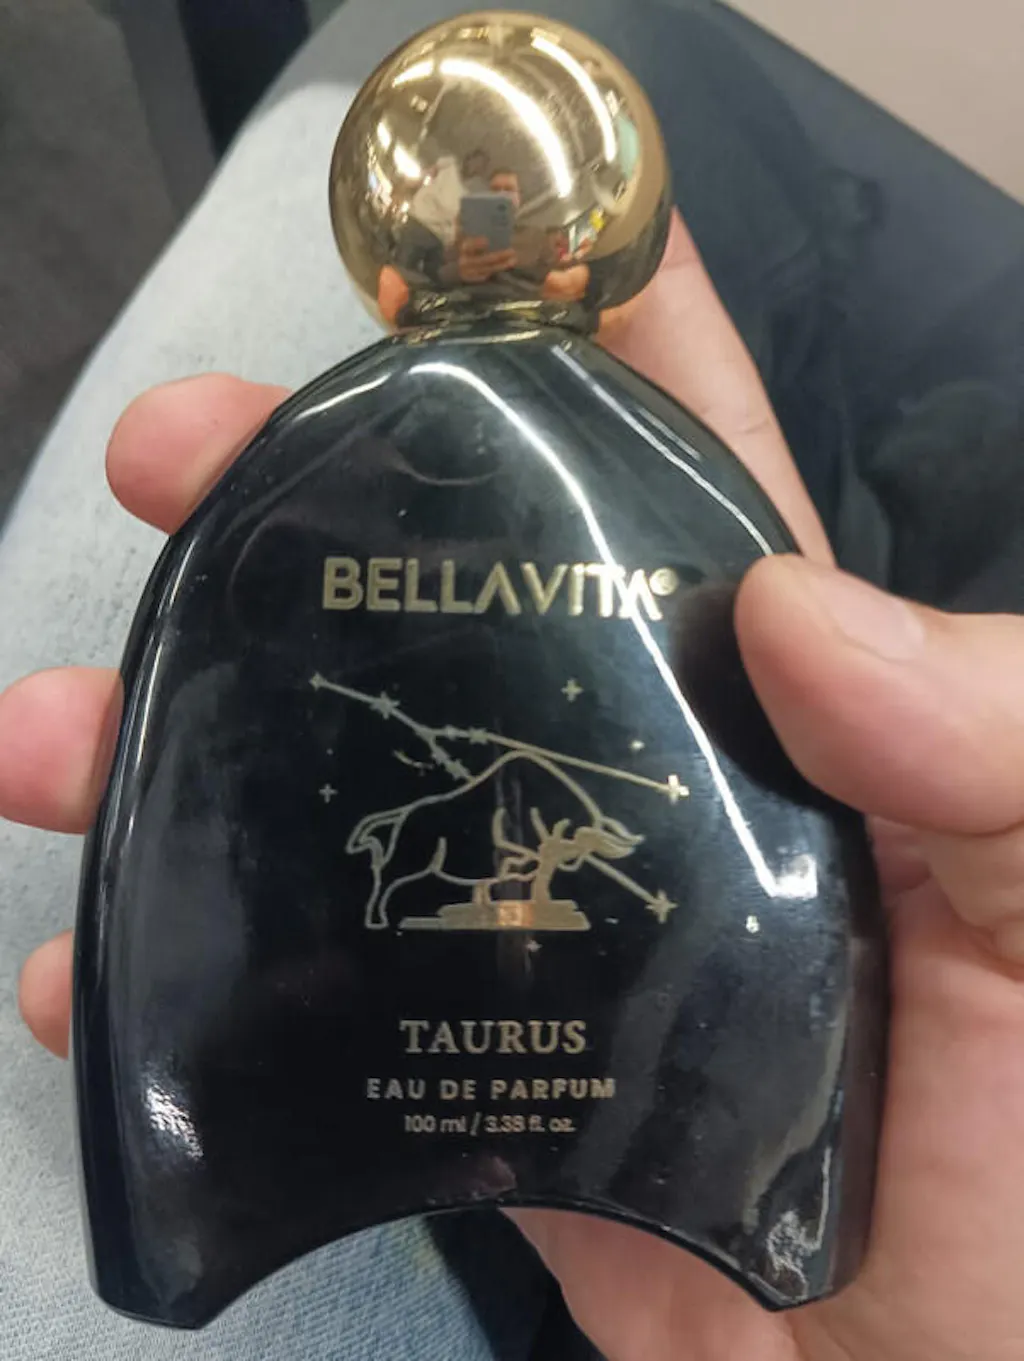 BELLAVITA®
TAURUS
EAU DE PARFUM
100 ml / 3.38 fl. oz.